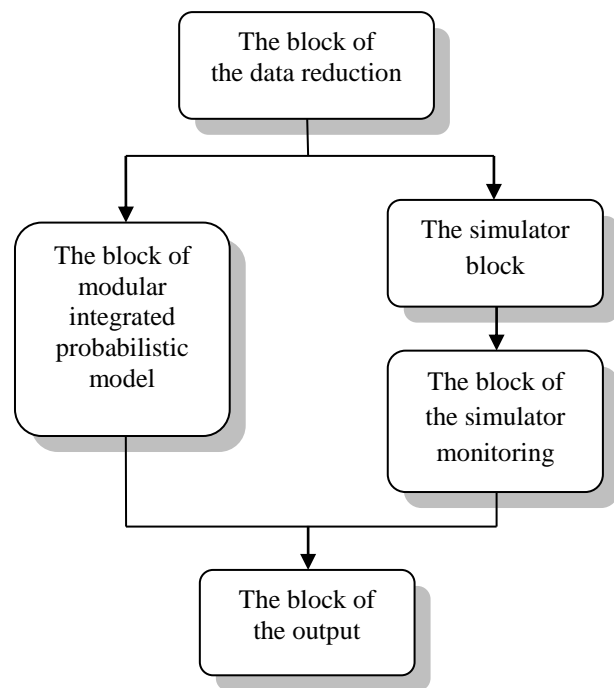 The block of
the data reduction
The block of
modular
integrated
probabilistic
model
The simulator
block
The block of
the simulator
monitoring
The block of
the output